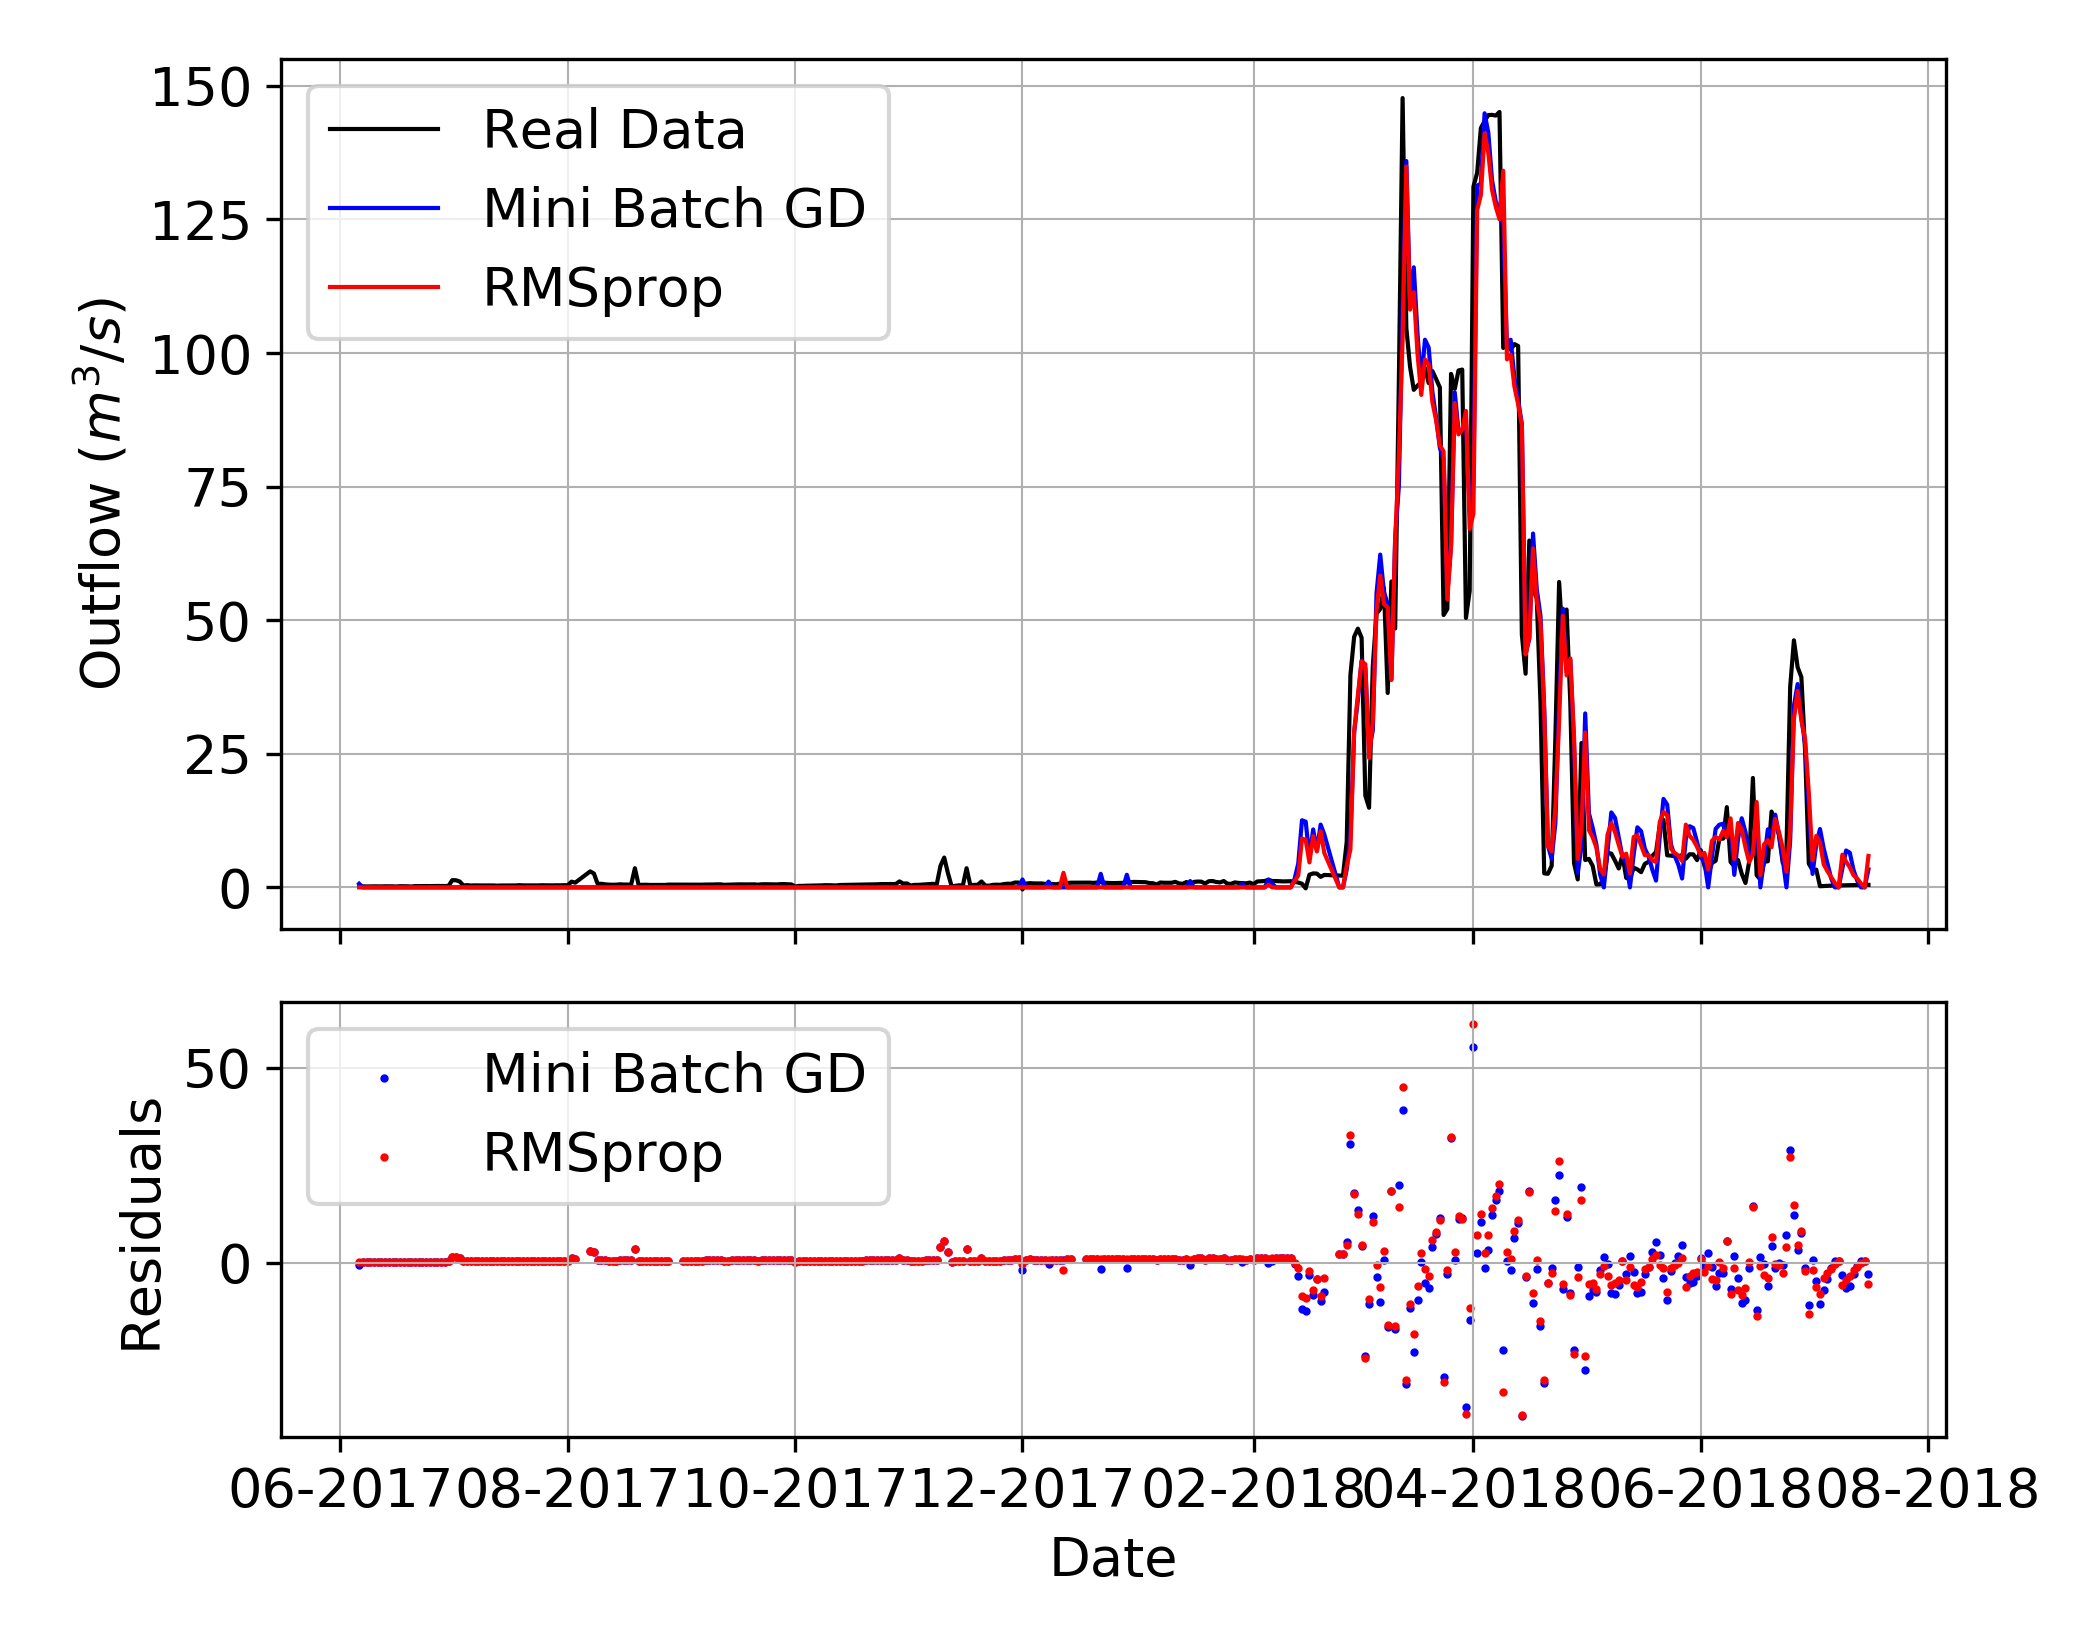 150
125
100
75
50
25
0
Outflow (m³/s)
Real Data
Mini Batch GD
RMSprop
50
0
Residuals
Mini Batch GD
RMSprop
06-2017 08-2017 10-2017 12-2017 02-2018 04-2018 06-2018 08-2018
Date